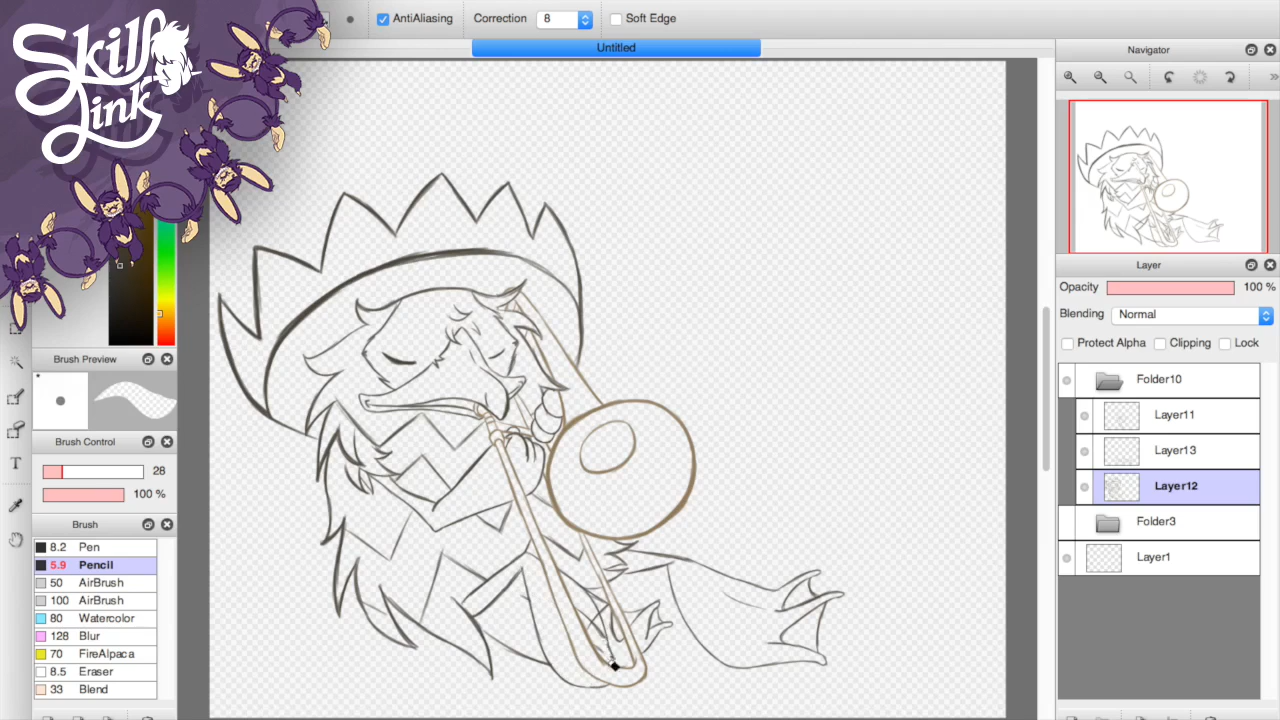 Skilf
Link
AntiAliasing
Correction
8
Soft Edge
Untitled
Navigator
Layer
Opacity
100 %
Blending
Normal
Protect Alpha
Clipping
Lock
Folder10
Layer11
Layer13
Layer12
Folder3
Layer1
Brush Preview
Brush Control
28
100 %
Brush
8.2 Pen
5.9 Pencil
50 AirBrush
100 AirBrush
80 Watercolor
128 Blur
70 FireAlpaca
8.5 Eraser
33 Blend
T